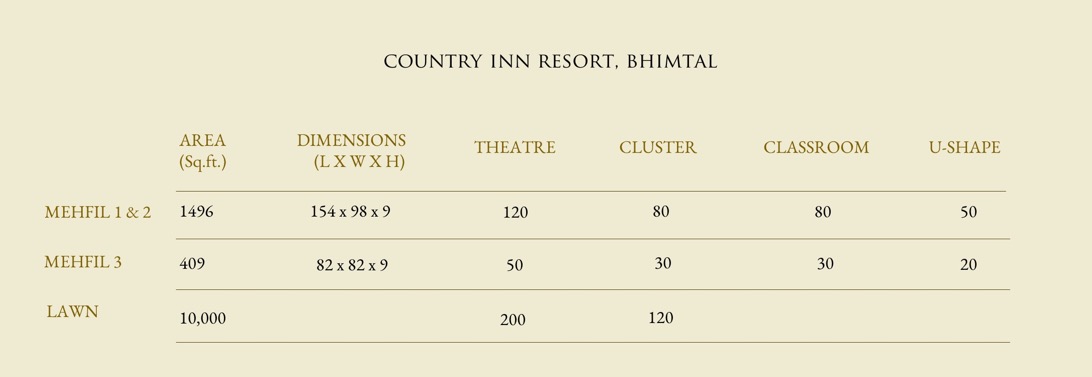 COUNTRY INN RESORT, BHIMTAL
AREA (Sq.ft.) DIMENSIONS (L X W X H) THEATRE CLUSTER CLASSROOM U-SHAPE
MEHFIL 1 & 2 1496 154 x 98 x 9 120 80 80 50
MEHFIL 3 409 82 x 82 x 9 50 30 30 20
LAWN 10,000 200 120